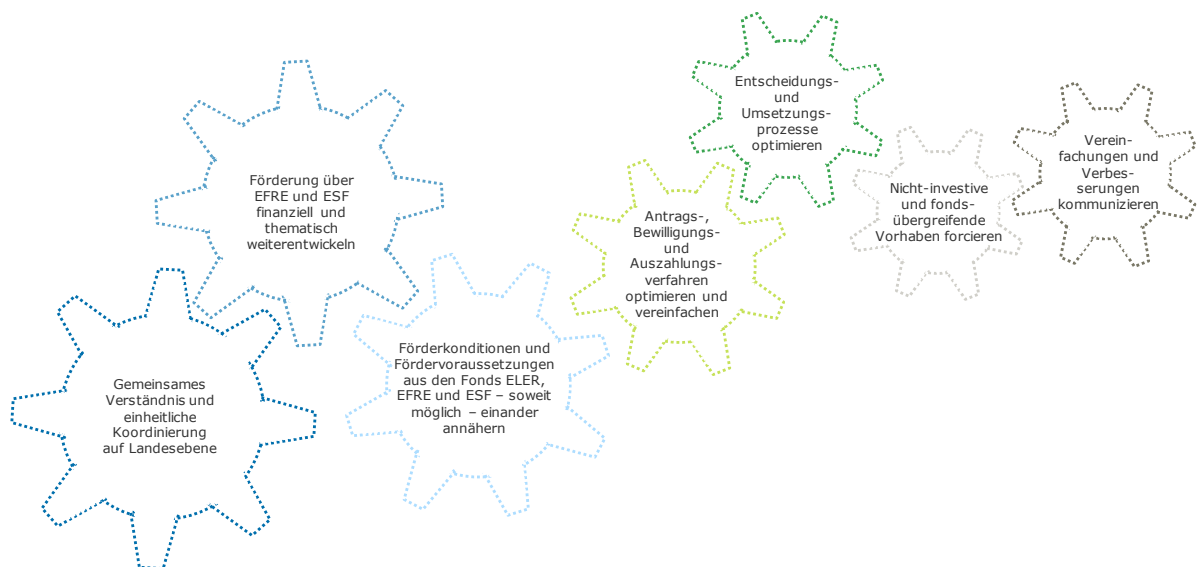 Gemeinsames
Verständnis und
einheitliche
Koordinierung
auf Landesebene
Förderung über
EFRE und ESF
finanziell und
thematisch
weiterentwickeln
Förderkonditionen und
Fördervoraussetzungen
aus den Fonds ELER,
EFRE und ESF – soweit
möglich – einander
annähern
Antrags-,
Bewilligungs-
und
Auszahlungs-
verfahren
optimieren und
vereinfachen
Entscheidungs-
und
Umsetzungs-
prozesse
optimieren
Nicht-investive
und fonds-
übergreifende
Vorhaben forcieren
Verein-
fachungen und
Verbes-
serungen
kommunizieren